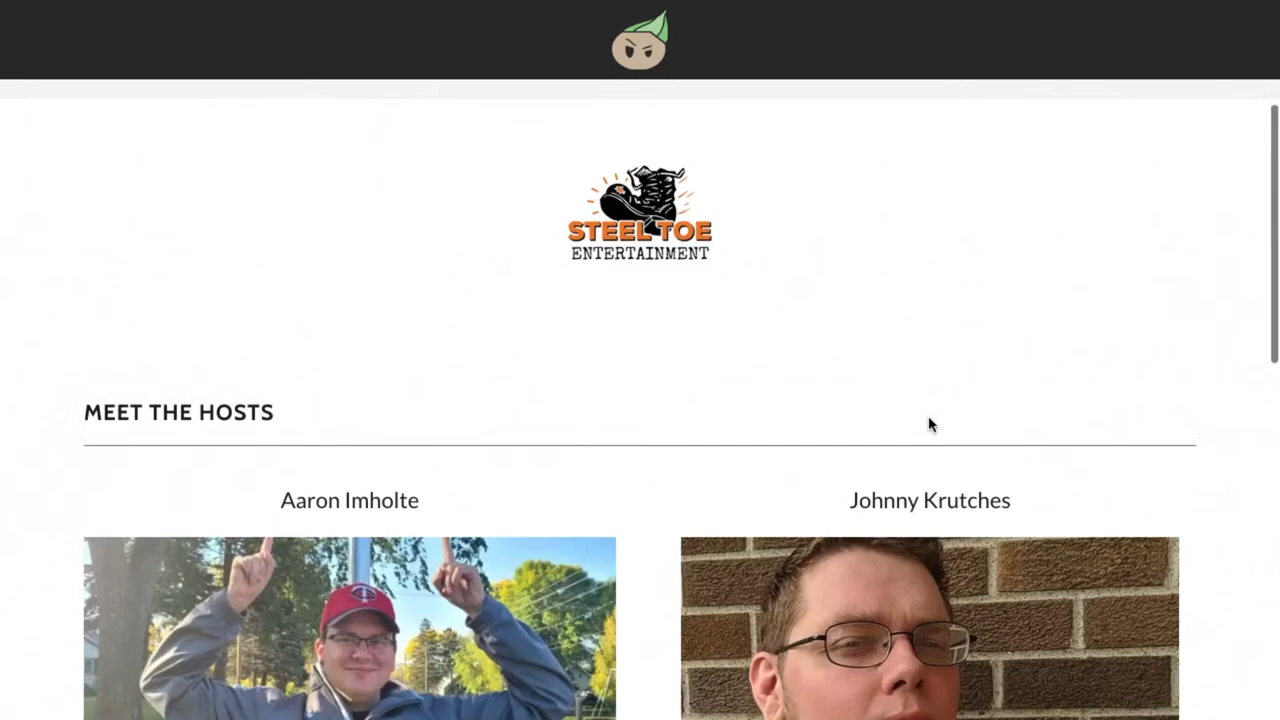 STEEL TOE
ENTERTAINMENT
MEET THE HOSTS
Aaron Imholte
Johnny Krutches